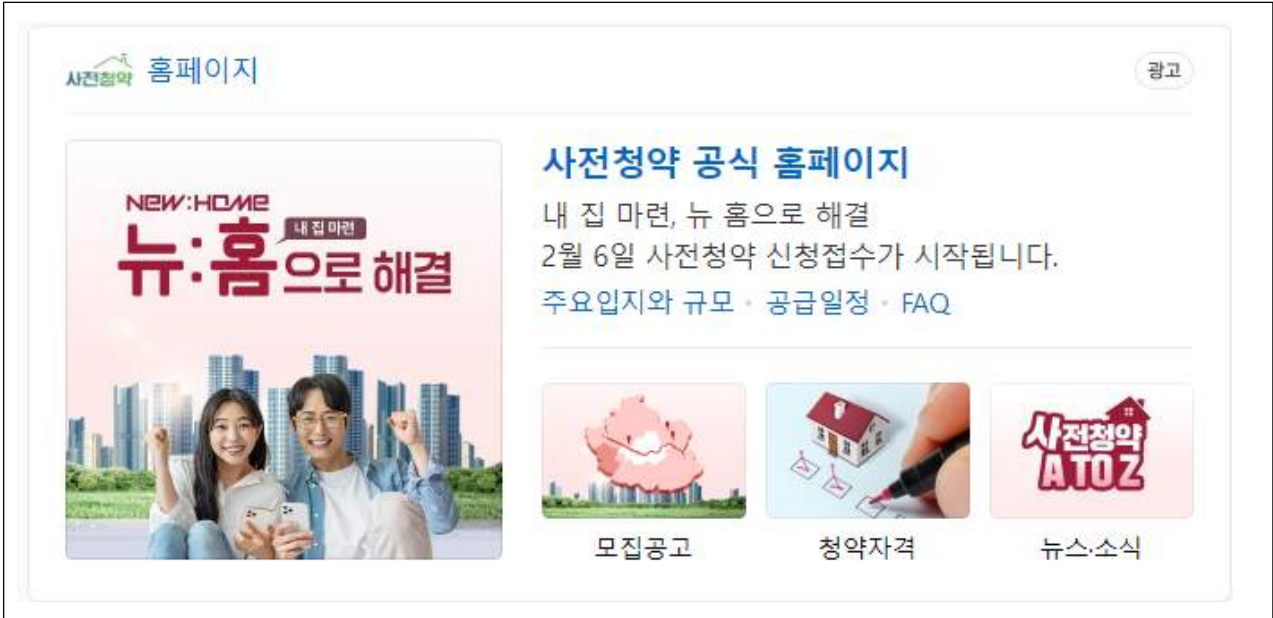 사전청약 홈페이지
광고
NEW:HOME
내 집 마련
뉴:홈으로 해결
사전청약 공식 홈페이지
내 집 마련, 뉴 홈으로 해결
2월 6일 사전청약 신청접수가 시작됩니다.
주요입지와 규모 · 공급일정 · FAQ
사전청약
A TO Z
모집공고
청약자격
뉴스·소식